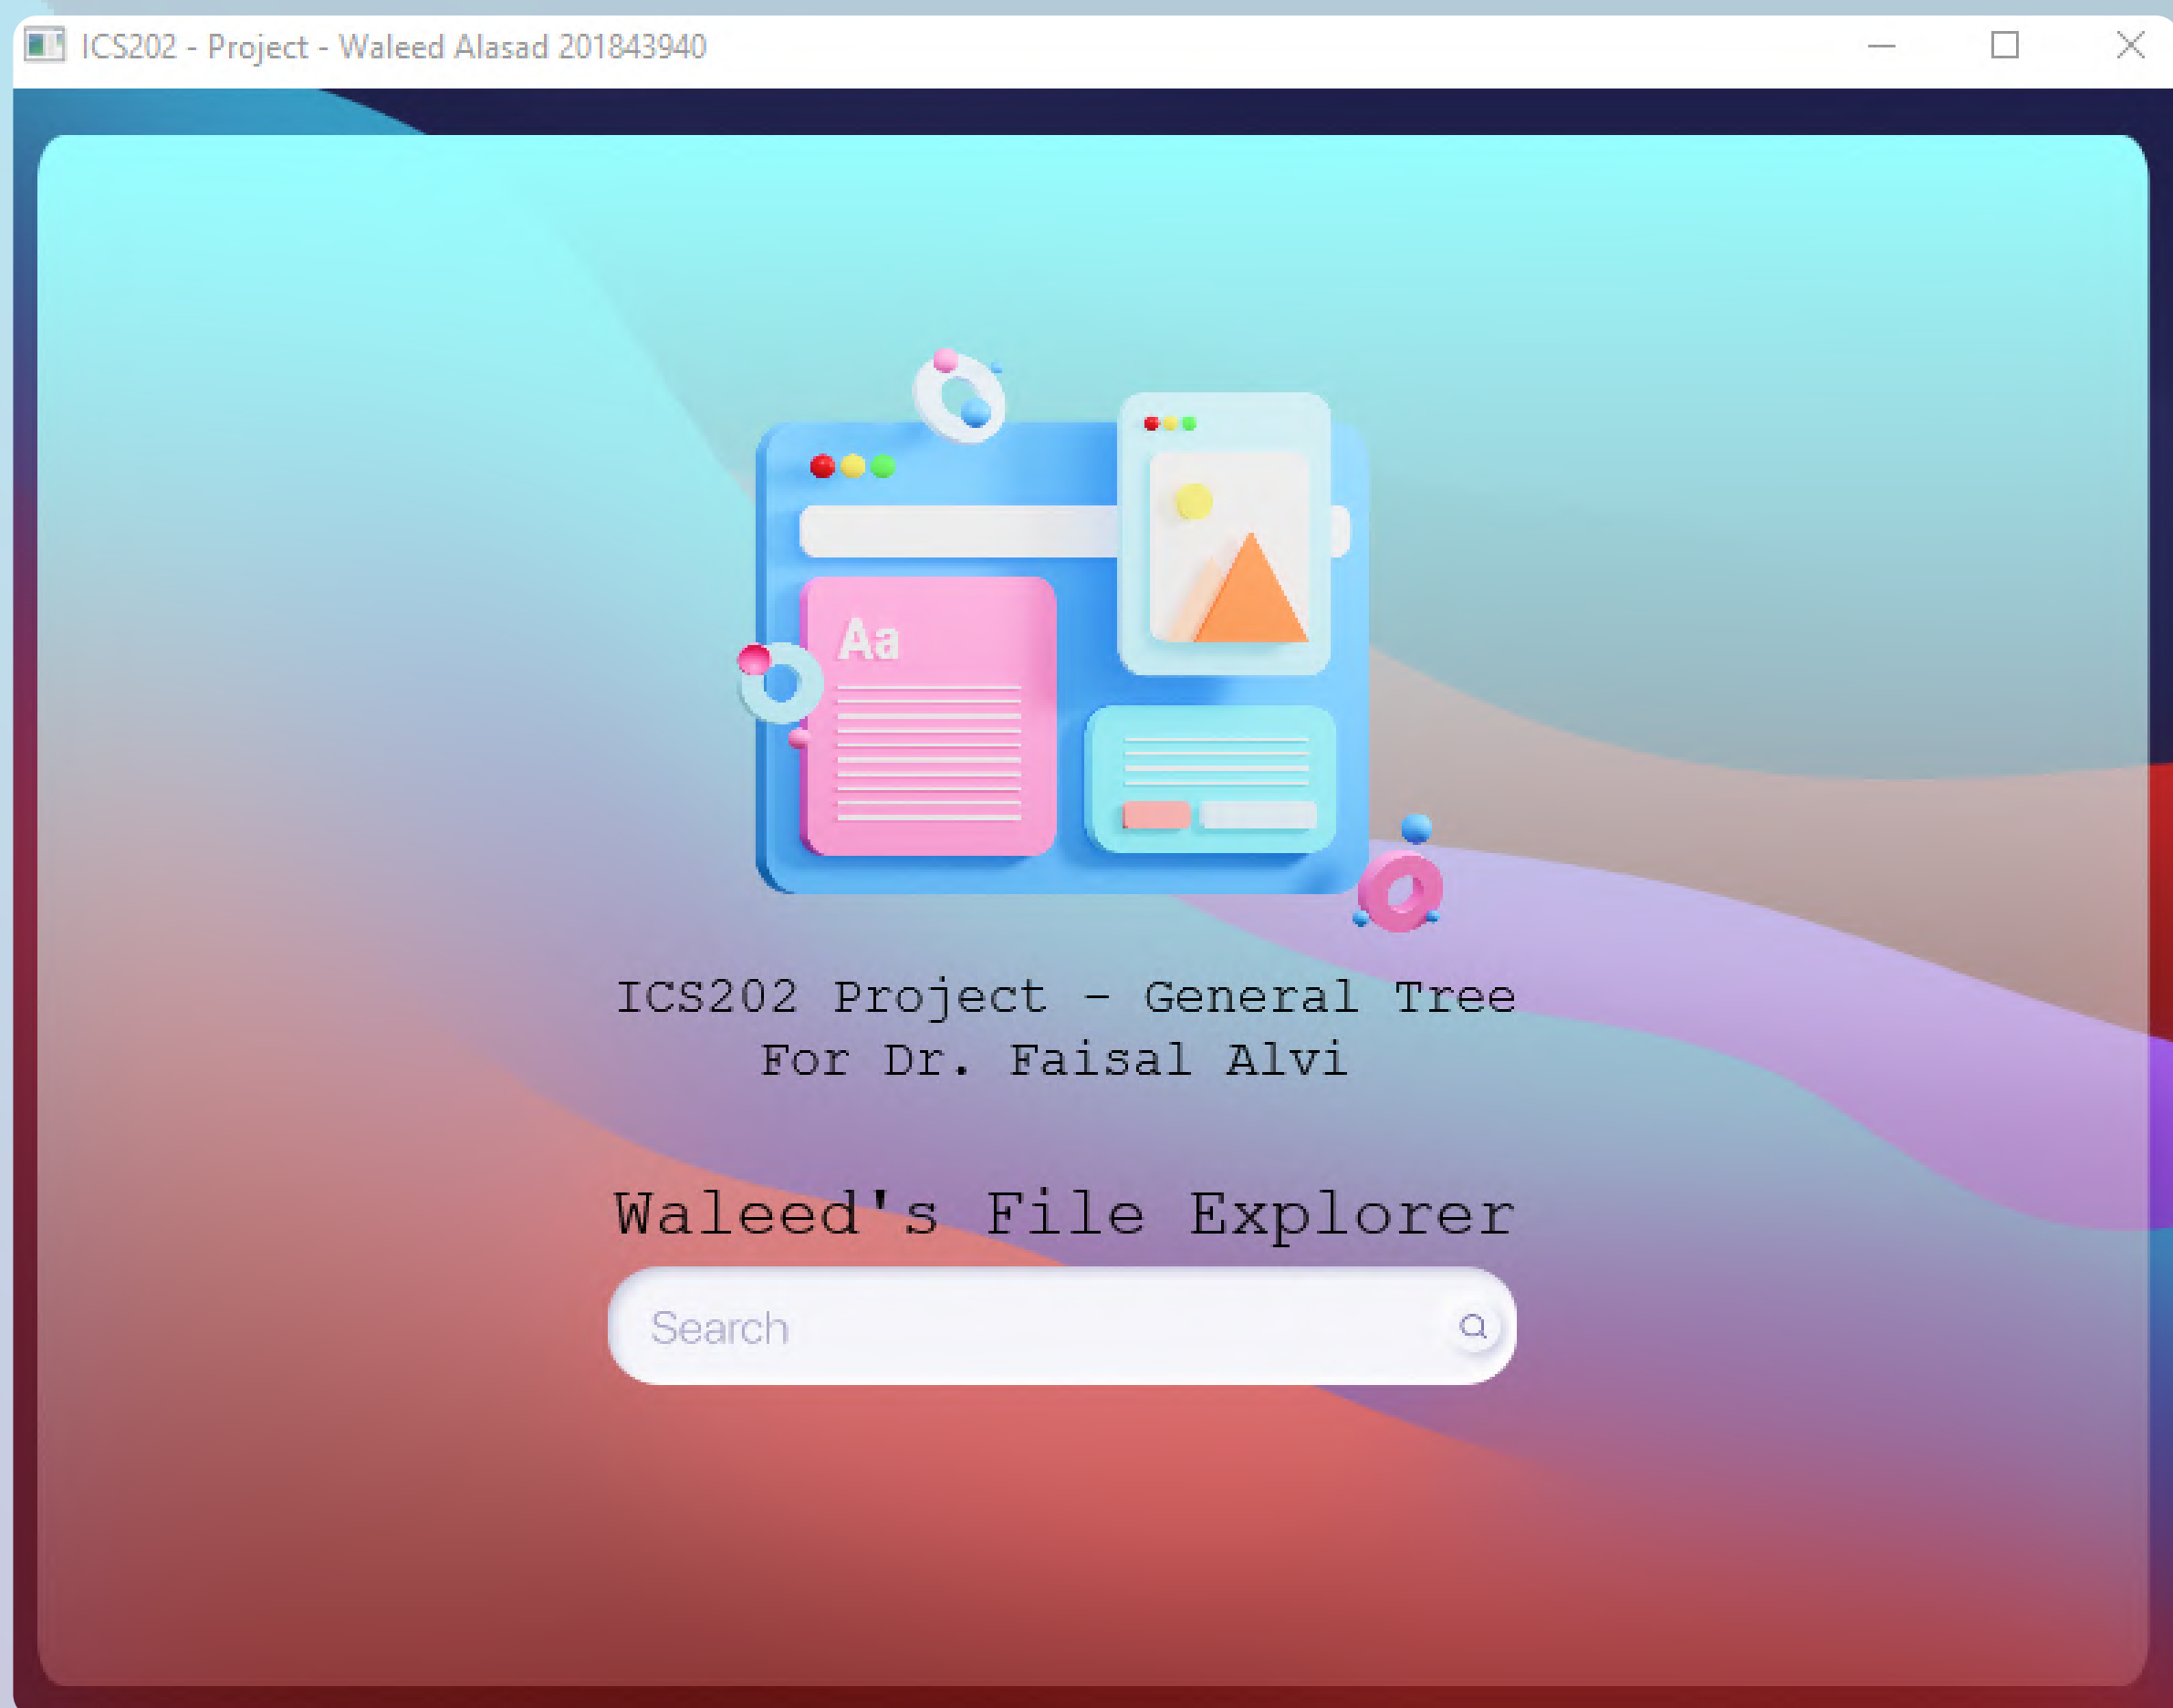 ICS202 - Project - Waleed Alasad 201843940
Aa
ICS202 Project - General Tree
For Dr. Faisal Alvi
Waleed's File Explorer
Search